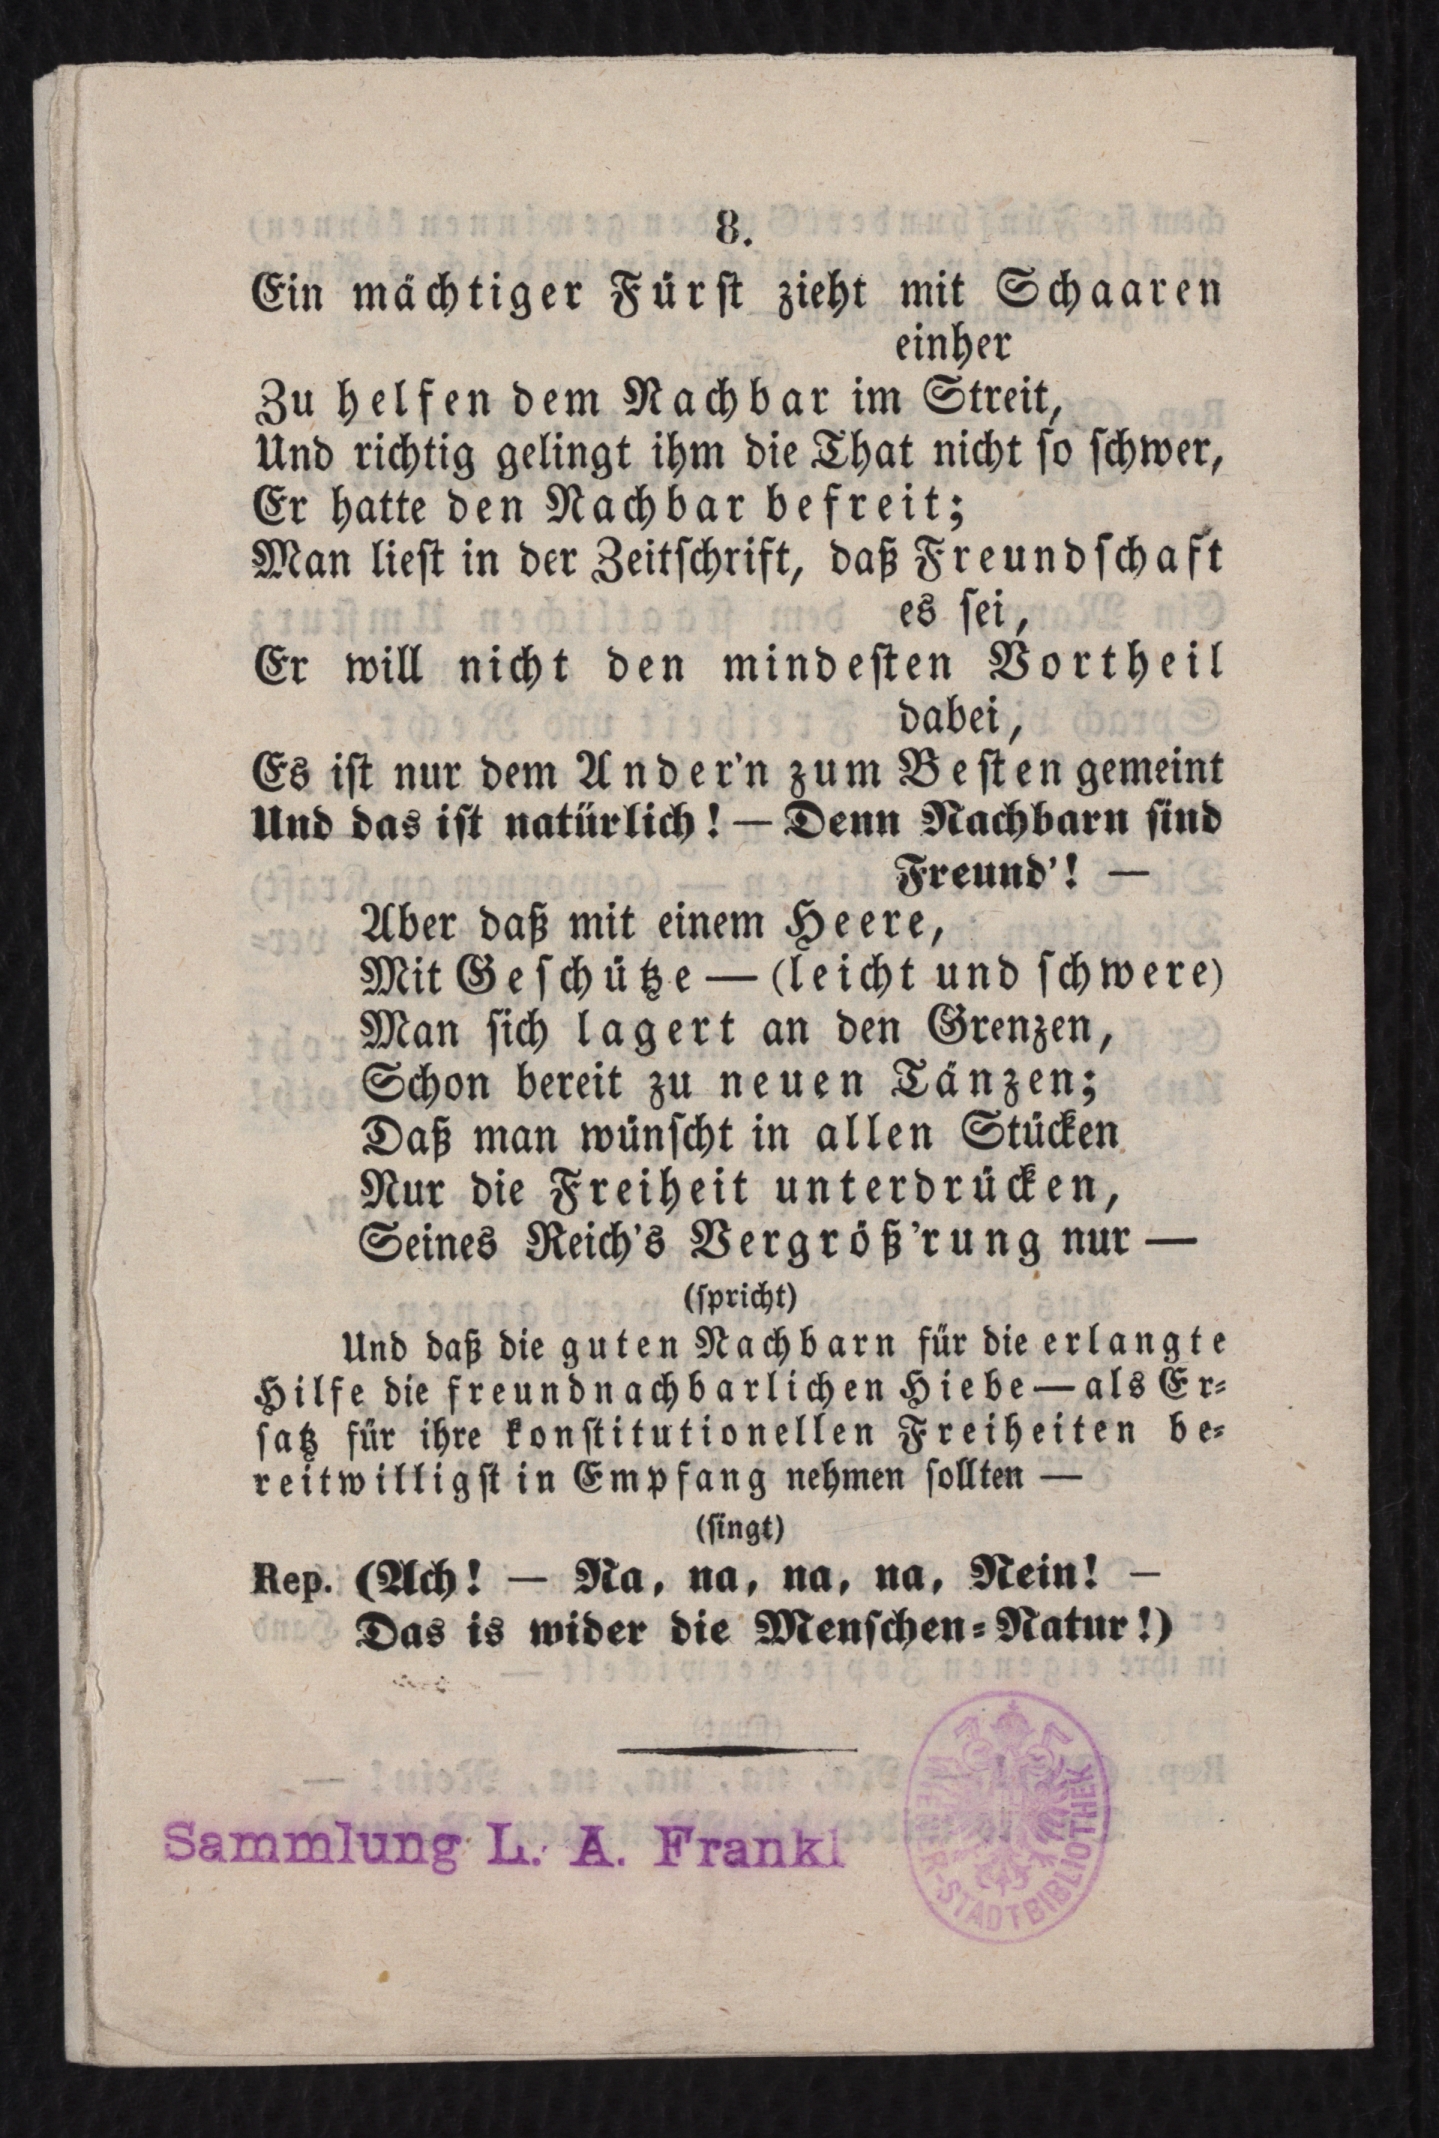 8.
Ein mächtiger Fürst zieht mit Schaaren
einher
Zu helfen dem Nachbar im Streit,
Und richtig gelingt ihm die That nicht so schwer,
Er hatte den Nachbar befreit;
Man liest in der Zeitschrift, daß Freundschaft
es sei,
Er will nicht den mindesten Vortheil
dabei,
Es ist nur dem Ander'n zum Besten gemeint
Und das ist natürlich! — Denn Nachbarn sind
Freund'! —
Aber daß mit einem Heere,
Mit Geschütze — (leicht und schwere)
Man sich lagert an den Grenzen,
Schon bereit zu neuen Tänzen;
Daß man wünscht in allen Stücken
Nur die Freiheit unterdrücken,
Seines Reich's Vergröß'rung nur —
(spricht)
Und daß die guten Nachbarn für die erlangte
Hilfe die freundnachbarlichen Hiebe — als Er-
satz für ihre konstitutionellen Freiheiten be-
reitwilligst in Empfang nehmen sollten —
(singt)
Rep. (Ach! — Na, na, na, na, Nein! —
Das is wider die Menschen-Natur!)
Sammlung L. A. Frankl
WIENER-STADTBIBLIOTHEK